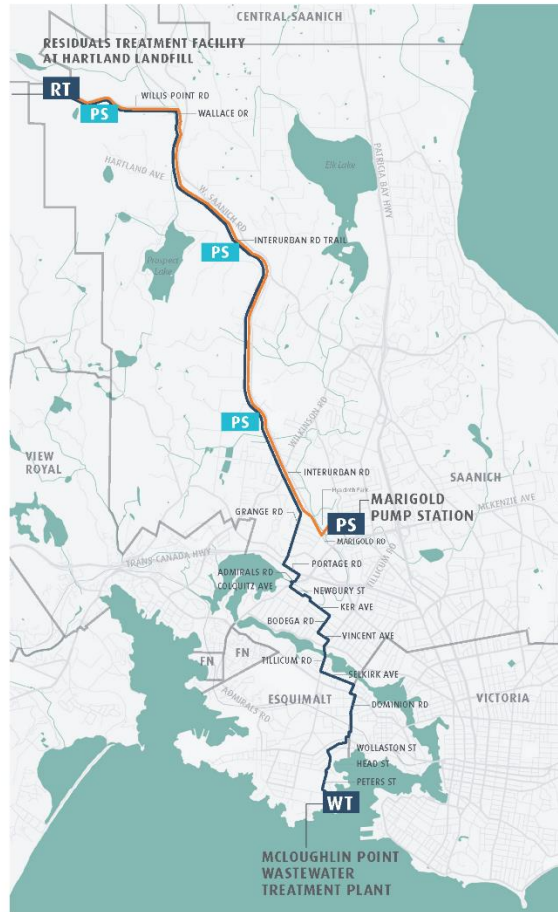 CENTRAL SAANICH
RESIDUALS TREATMENT FACILITY
AT HARTLAND LANDFILL
RT
WILLIS POINT RD
PS
WALLACE DR
PATRICIA BAY HWY
Elk Lake
HARTLAND AVE
W. SAANICH RD
INTERURBAN RD TRAIL
PS
Prospect
Lake
PS
WILKINSON RD
VIEW
ROYAL
INTERURBAN RD
SAANICH
Hyacinth Park
MARIGOLD
PUMP STATION
PS
MCKENZIE AVE
GRANGE RD
MARIGOLD RD
TILLICUM RD
TRANS-CANADA HWY
PORTAGE RD
ADMIRALS RD
COLQUITZ AVE
NEWBURY ST
KER AVE
BODEGA RD
VINCENT AVE
FN
FN
TILLICUM RD
SELKIRK AVE
ESQUIMALT
VICTORIA
DOMINION RD
ADMIRALS RD
WOLLASTON ST
HEAD ST
PETERS ST
WT
MCLOUGHLIN POINT
WASTEWATER
TREATMENT PLANT